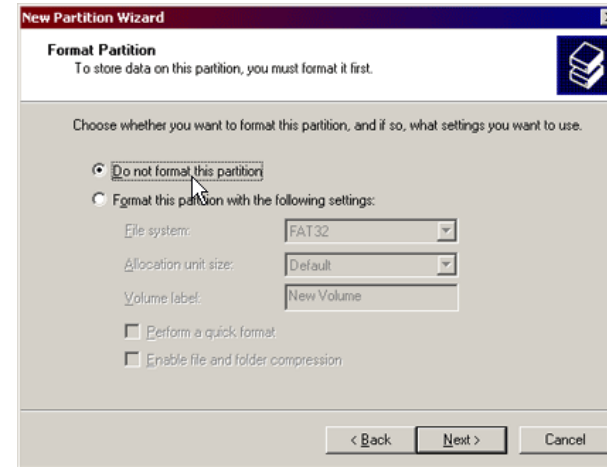 New Partition Wizard
Format Partition
To store data on this partition, you must format it first.
Choose whether you want to format this partition, and if so, what settings you want to use.
Do not format this partition
Format this partition with the following settings:
File system: FAT32
Allocation unit size: Default
Volume label: New Volume
Perform a quick format
Enable file and folder compression
< Back Next > Cancel